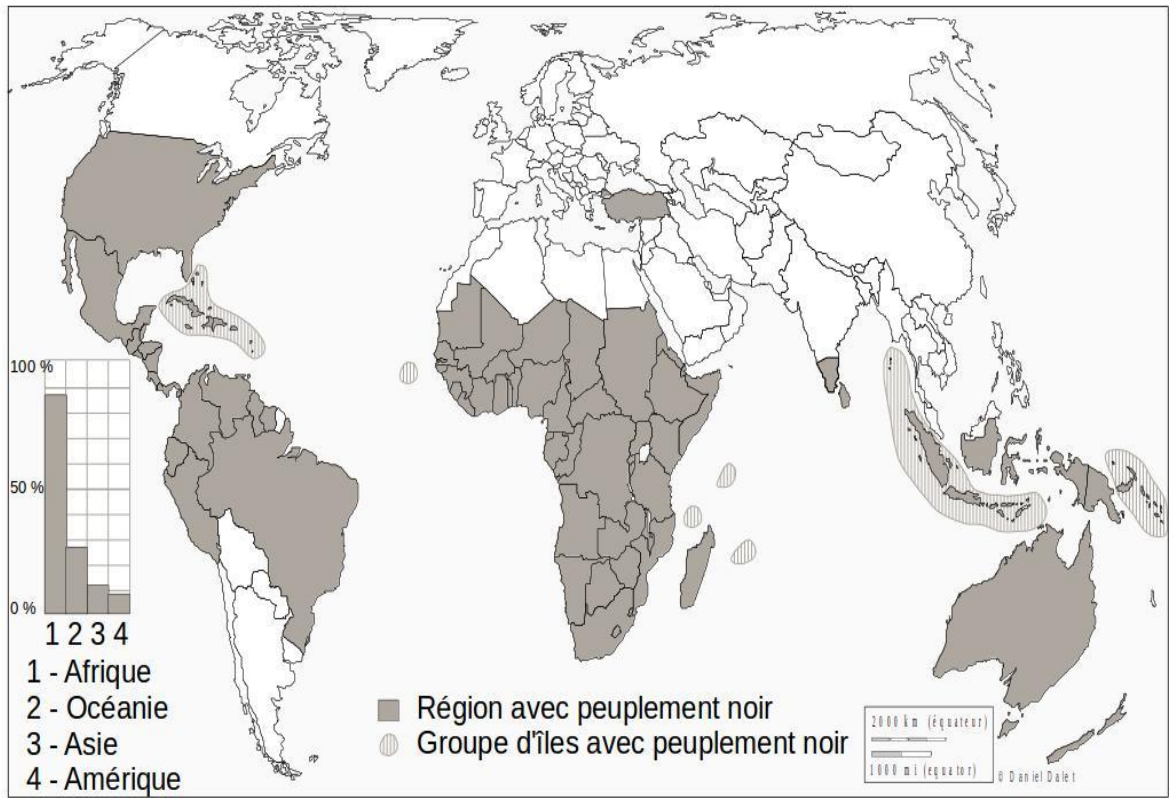 100 %
50 %
0 %
1 2 3 4
1 - Afrique
2 - Océanie
3 - Asie
4 - Amérique
Région avec peuplement noir
Groupe d'îles avec peuplement noir
2000 km (équateur)
1000 mi (equator)
© Daniel Dalet